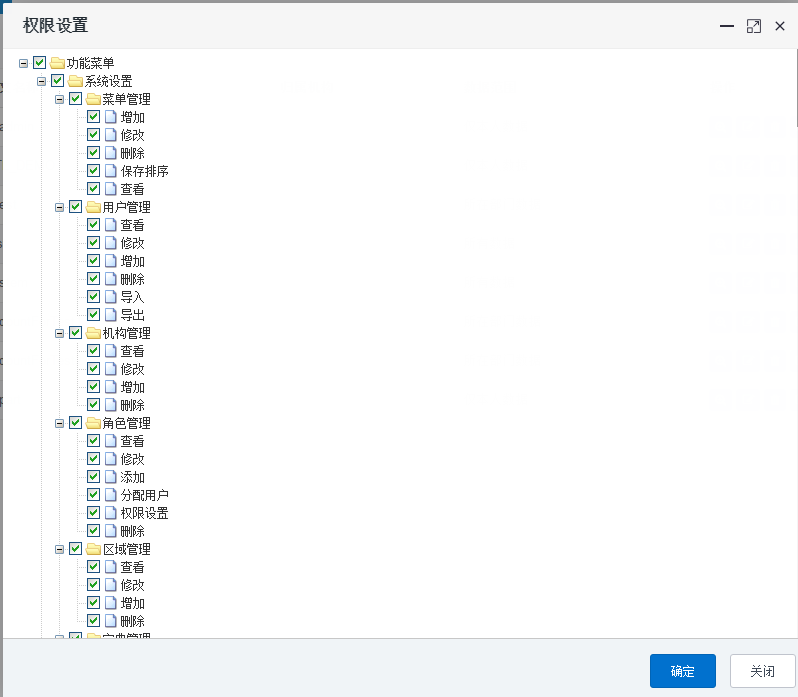 权限设置
功能菜单
系统设置
菜单管理
增加
修改
删除
保存排序
查看
用户管理
查看
修改
增加
删除
导入
导出
机构管理
查看
修改
增加
删除
角色管理
查看
修改
添加
分配用户
权限设置
删除
区域管理
查看
修改
增加
删除
字典管理
确定 关闭